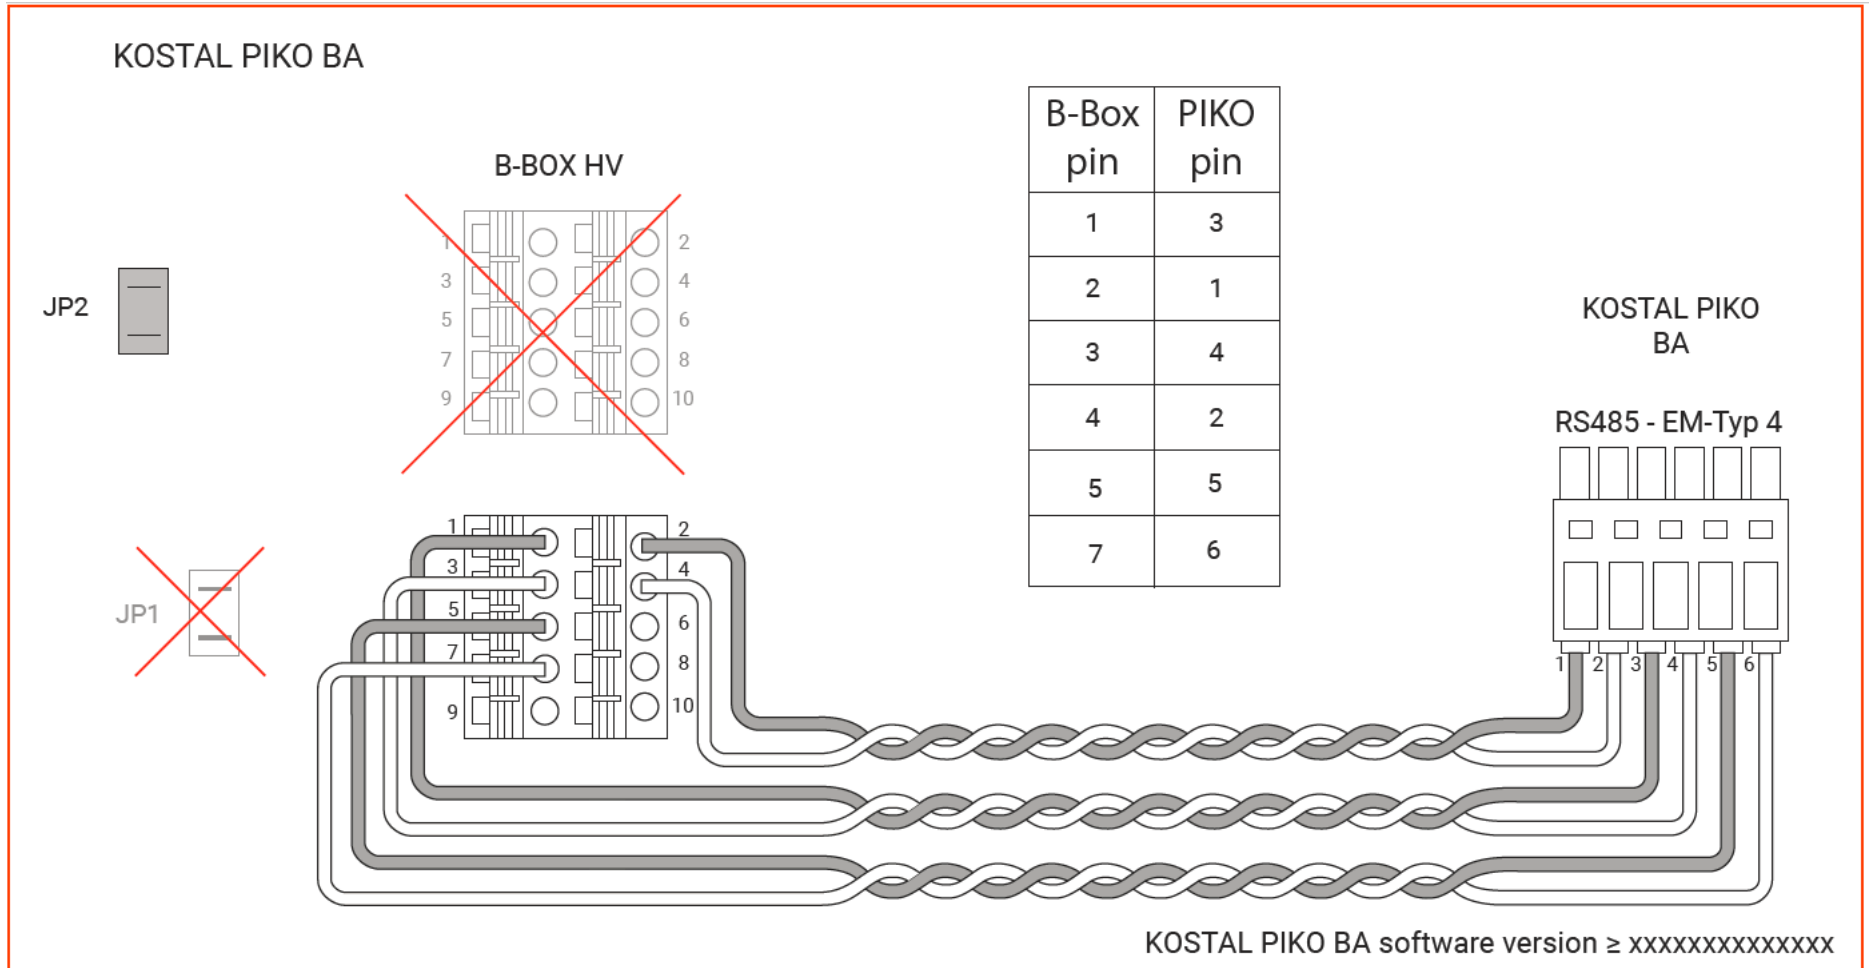 KOSTAL PIKO BA
B-BOX HV
1 2
3 4
5 6
7 8
9 10
JP2
B-Box pin PIKO pin
1 3
2 1
3 4
4 2
5 5
7 6
KOSTAL PIKO
BA
RS485 - EM-Typ 4
1 2
3 4
5 6
7 8
9 10
JP1
1 2 3 4 5 6
KOSTAL PIKO BA software version ≥ xxxxxxxxxxxxxx